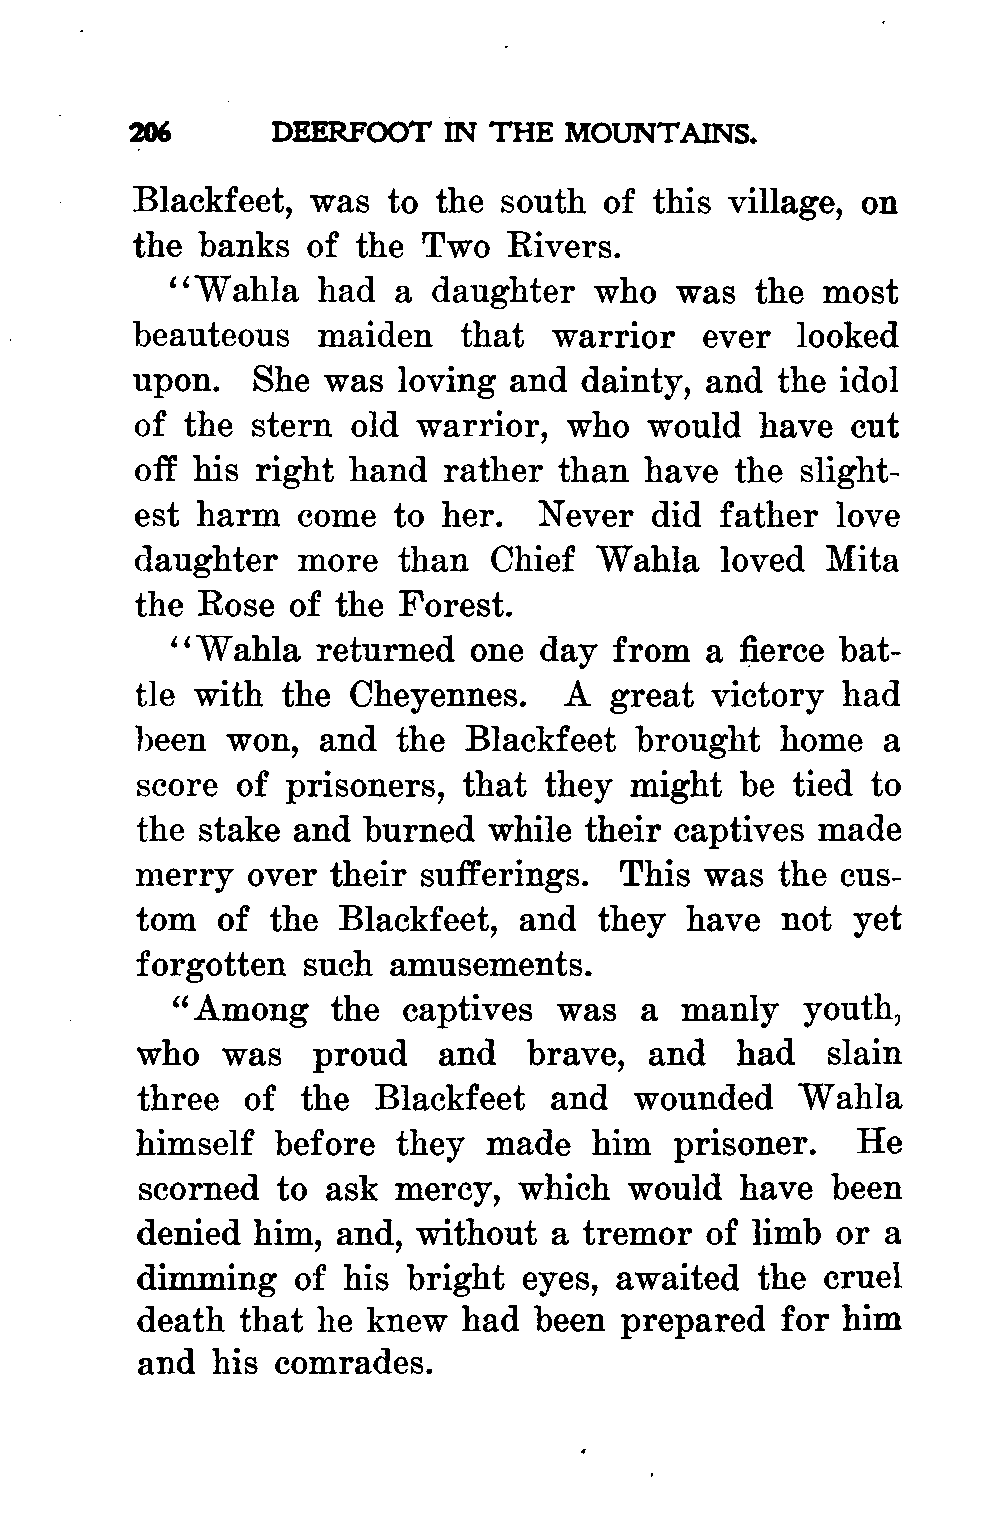 206 DEERFOOT IN THE MOUNTAINS.
Blackfeet, was to the south of this village, on
the banks of the Two Rivers.
"Wahla had a daughter who was the most
beauteous maiden that warrior ever looked
upon. She was loving and dainty, and the idol
of the stern old warrior, who would have cut
off his right hand rather than have the slight-
est harm come to her. Never did father love
daughter more than Chief Wahla loved Mita
the Rose of the Forest.
"Wahla returned one day from a fierce bat-
tle with the Cheyennes. A great victory had
been won, and the Blackfeet brought home a
score of prisoners, that they might be tied to
the stake and burned while their captives made
merry over their sufferings. This was the cus-
tom of the Blackfeet, and they have not yet
forgotten such amusements.
"Among the captives was a manly youth,
who was proud and brave, and had slain
three of the Blackfeet and wounded Wahla
himself before they made him prisoner. He
scorned to ask mercy, which would have been
denied him, and, without a tremor of limb or a
dimming of his bright eyes, awaited the cruel
death that he knew had been prepared for him
and his comrades.